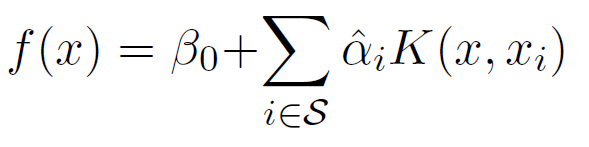 f(x) = β₀+∑ α̂ᵢK(x, xᵢ)
i∈𝒮